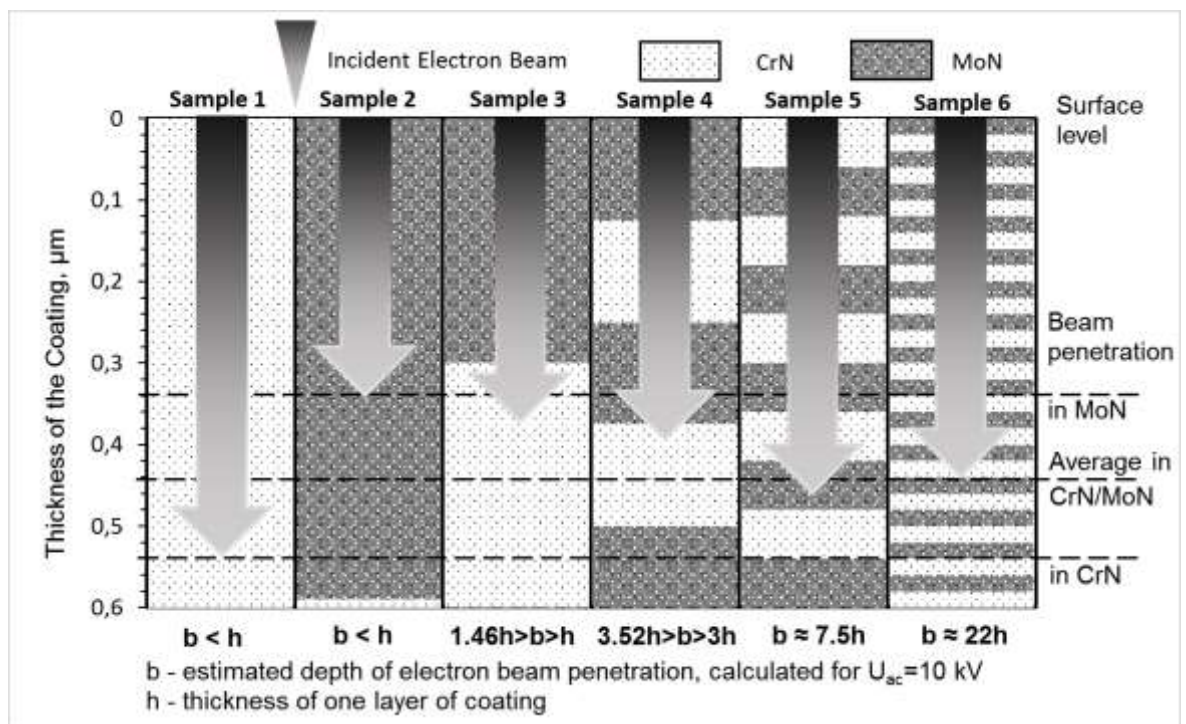 Incident Electron Beam
CrN
MoN
Sample 1
Sample 2
Sample 3
Sample 4
Sample 5
Sample 6
Surface
level
0
0,1
0,2
0,3
0,4
0,5
0,6
Thickness of the Coating, µm
Beam
penetration
in MoN
Average in
CrN/MoN
in CrN
b < h
b < h
1.46h>b>h
3.52h>b>3h
b ≈ 7.5h
b ≈ 22h
b - estimated depth of electron beam penetration, calculated for Uac=10 kV
h - thickness of one layer of coating